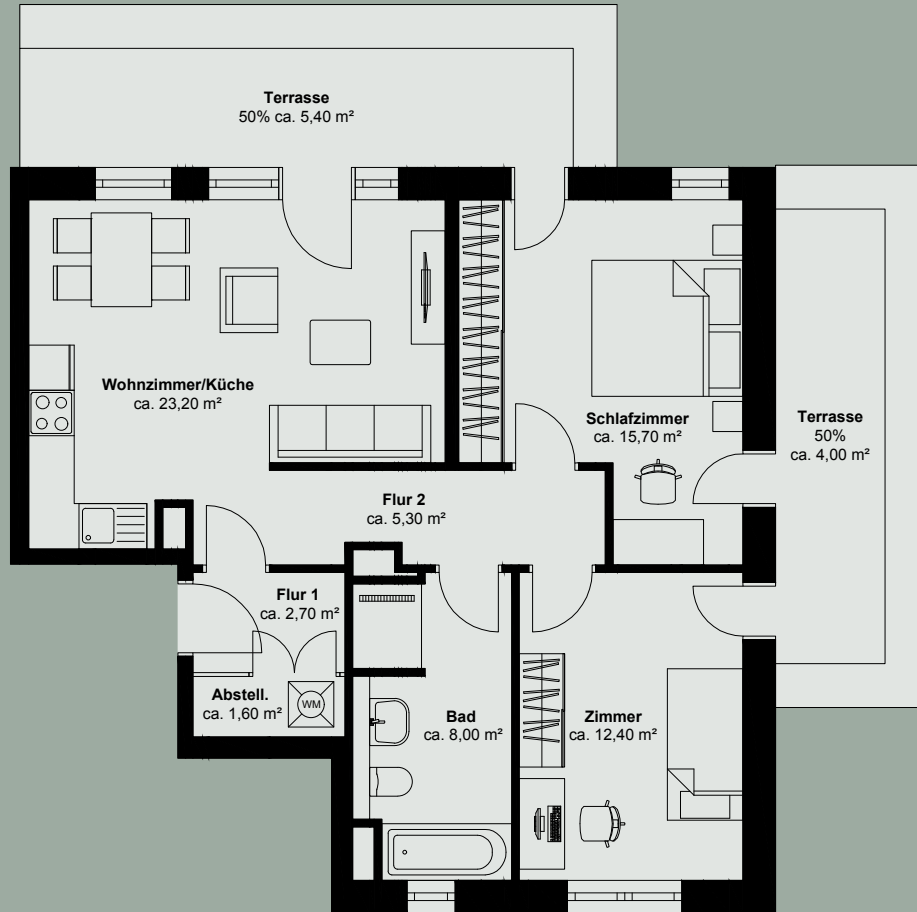 Terrasse
50% ca. 5,40 m²
Wohnzimmer/Küche
ca. 23,20 m²
Schlafzimmer
ca. 15,70 m²
Terrasse
50%
ca. 4,00 m²
Flur 2
ca. 5,30 m²
Flur 1
ca. 2,70 m²
Abstell.
ca. 1,60 m²
WM
Bad
ca. 8,00 m²
Zimmer
ca. 12,40 m²